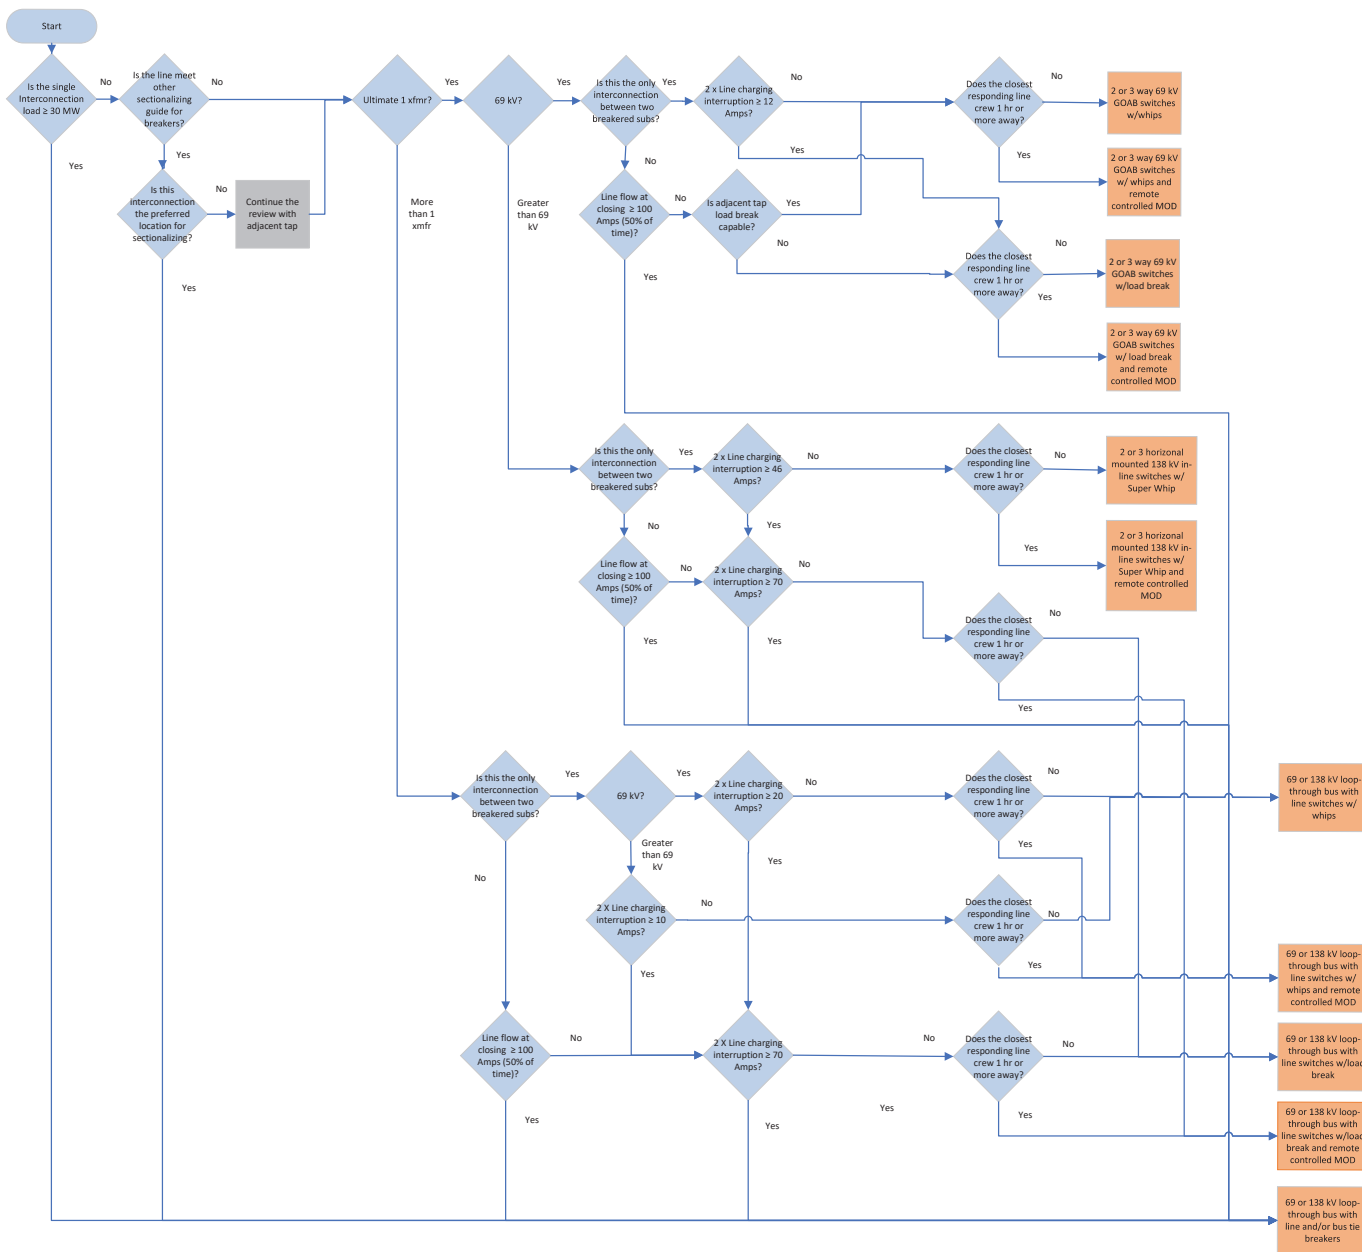 Start
Is the single
Interconnection
load ≥ 30 MW
No
Yes
Is the line meet
other
sectionalizing
guide for
breakers?
No
Yes
Is this
interconnection
the preferred
location for
sectionalizing?
No
Yes
Continue the
review with
adjacent tap
Ultimate 1 xfmr?
Yes
More
than 1
xmfr
69 kV?
Yes
Greater
than 69
kV
Is this the only
interconnection
between two
breakered subs?
Yes
No
2 x Line charging
interruption ≥ 12
Amps?
No
Yes
Does the closest
responding line
crew 1 hr or
more away?
No
Yes
2 or 3 way 69 kV
GOAB switches
w/whips
2 or 3 way 69 kV
GOAB switches
w/ whips and
remote
controlled MOD
Line flow at
closing ≥ 100
Amps (50% of
time)?
No
Yes
Is adjacent tap
load break
capable?
Yes
No
Does the closest
responding line
crew 1 hr or
more away?
No
Yes
2 or 3 way 69 kV
GOAB switches
w/load break
2 or 3 way 69 kV
GOAB switches
w/ load break
and remote
controlled MOD
Is this the only
interconnection
between two
breakered subs?
Yes
No
2 x Line charging
interruption ≥ 46
Amps?
No
Yes
Does the closest
responding line
crew 1 hr or
more away?
No
Yes
2 or 3 horizonal
mounted 138 kV in-
line switches w/
Super Whip
2 or 3 horizonal
mounted 138 kV in-
line switches w/
Super Whip and
remote controlled
MOD
Line flow at
closing ≥ 100
Amps (50% of
time)?
No
Yes
2 x Line charging
interruption ≥ 70
Amps?
No
Yes
Does the closest
responding line
crew 1 hr or
more away?
No
Yes
Is this the only
interconnection
between two
breakered subs?
Yes
No
69 kV?
Yes
Greater
than 69
kV
2 x Line charging
interruption ≥ 20
Amps?
No
Yes
Does the closest
responding line
crew 1 hr or
more away?
No
Yes
69 or 138 kV loop-
through bus with
line switches w/
whips
2 X Line charging
interruption ≥ 10
Amps?
No
Yes
Does the closest
responding line
crew 1 hr or
more away?
No
Yes
69 or 138 kV loop-
through bus with
line switches w/
whips and remote
controlled MOD
Line flow at
closing ≥ 100
Amps (50% of
time)?
No
Yes
2 X Line charging
interruption ≥ 70
Amps?
No
Yes
Yes
Does the closest
responding line
crew 1 hr or
more away?
No
Yes
69 or 138 kV loop-
through bus with
line switches w/load
break
69 or 138 kV loop-
through bus with
line switches w/load
break and remote
controlled MOD
69 or 138 kV loop-
through bus with
line and/or bus tie
breakers